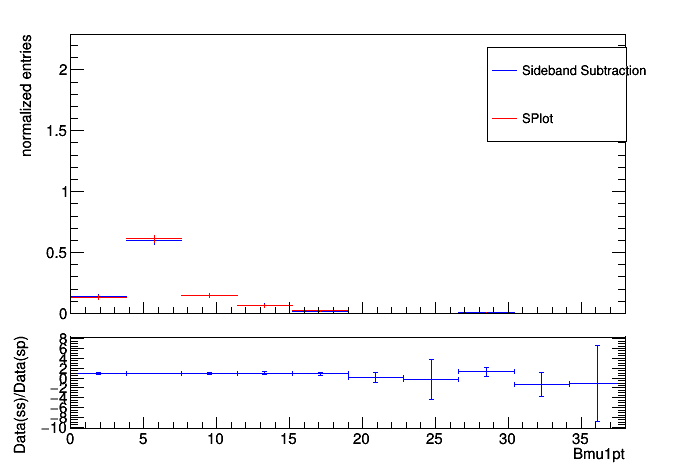 normalized entries
2
1.5
1
0.5
0
Sideband Subtraction
SPlot
Data(ss)/Data(sp)
8
6
4
2
0
−2
−4
−6
−8
−10
0 5 10 15 20 25 30 35
Bmu1pt